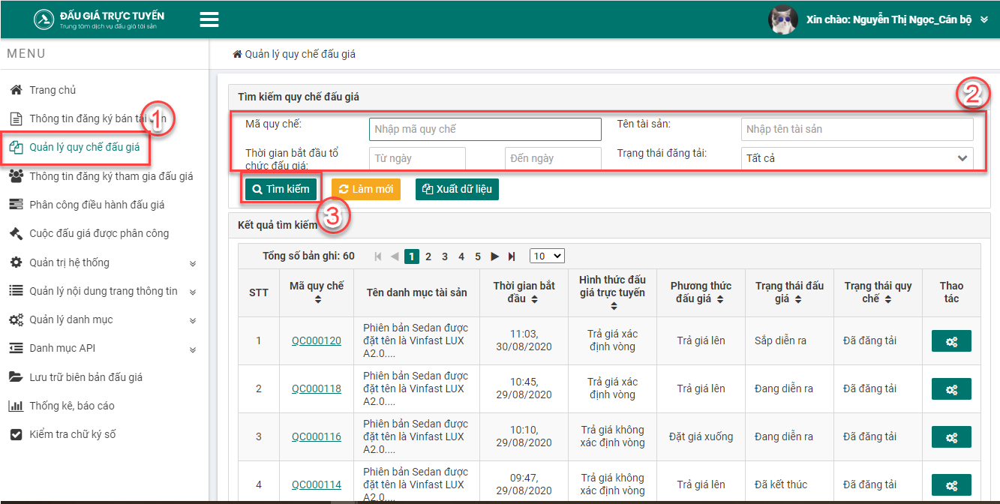 ĐẤU GIÁ TRỰC TUYẾN
Trung tâm dịch vụ đấu giá tài sản
Xin chào: Nguyễn Thị Ngọc_Cán bộ
MENU
Trang chủ
Thông tin đăng ký bán tài
1
Quản lý quy chế đấu giá
Thông tin đăng ký tham gia đấu giá
Phân công điều hành đấu giá
Cuộc đấu giá được phân công
Quản trị hệ thống
Quản lý nội dung trang thông tin
Quản lý danh mục
Danh mục API
Lưu trữ biên bản đấu giá
Thống kê, báo cáo
Kiểm tra chữ ký số
Quản lý quy chế đấu giá
Tìm kiếm quy chế đấu giá
2
Mã quy chế:
Nhập mã quy chế
Tên tài sản:
Nhập tên tài sản
Thời gian bắt đầu tổ
chức đấu giá:
Từ ngày
Đến ngày
Trạng thái đăng tải:
Tất cả
Tìm kiếm
Làm mới
Xuất dữ liệu
3
Kết quả tìm kiếm
Tổng số bản ghi: 60
1 2 3 4 5
10
STT
Mã quy chế
Tên danh mục tài sản
Thời gian bắt
đầu
Hình thức đấu
giá trực tuyến
Phương thức
đấu giá
Trạng thái đấu
giá
Trạng thái quy
chế
Thao
tác
1
QC000120
Phiên bản Sedan được
đặt tên là Vinfast LUX
A2.0....
11:03,
30/08/2020
Trả giá xác
định vòng
Trả giá lên
Sắp diễn ra
Đã đăng tải
2
QC000118
Phiên bản Sedan được
đặt tên là Vinfast LUX
A2.0....
10:45,
29/08/2020
Trả giá xác
định vòng
Trả giá lên
Đang diễn ra
Đã đăng tải
3
QC000116
Phiên bản Sedan được
đặt tên là Vinfast LUX
A2.0....
10:10,
29/08/2020
Trả giá không
xác định vòng
Đặt giá xuống
Đang diễn ra
Đã đăng tải
4
QC000114
Phiên bản Sedan được
đặt tên là Vinfast LUX
A2.0....
09:47,
29/08/2020
Trả giá không
xác định vòng
Trả giá lên
Đã kết thúc
Đã đăng tải